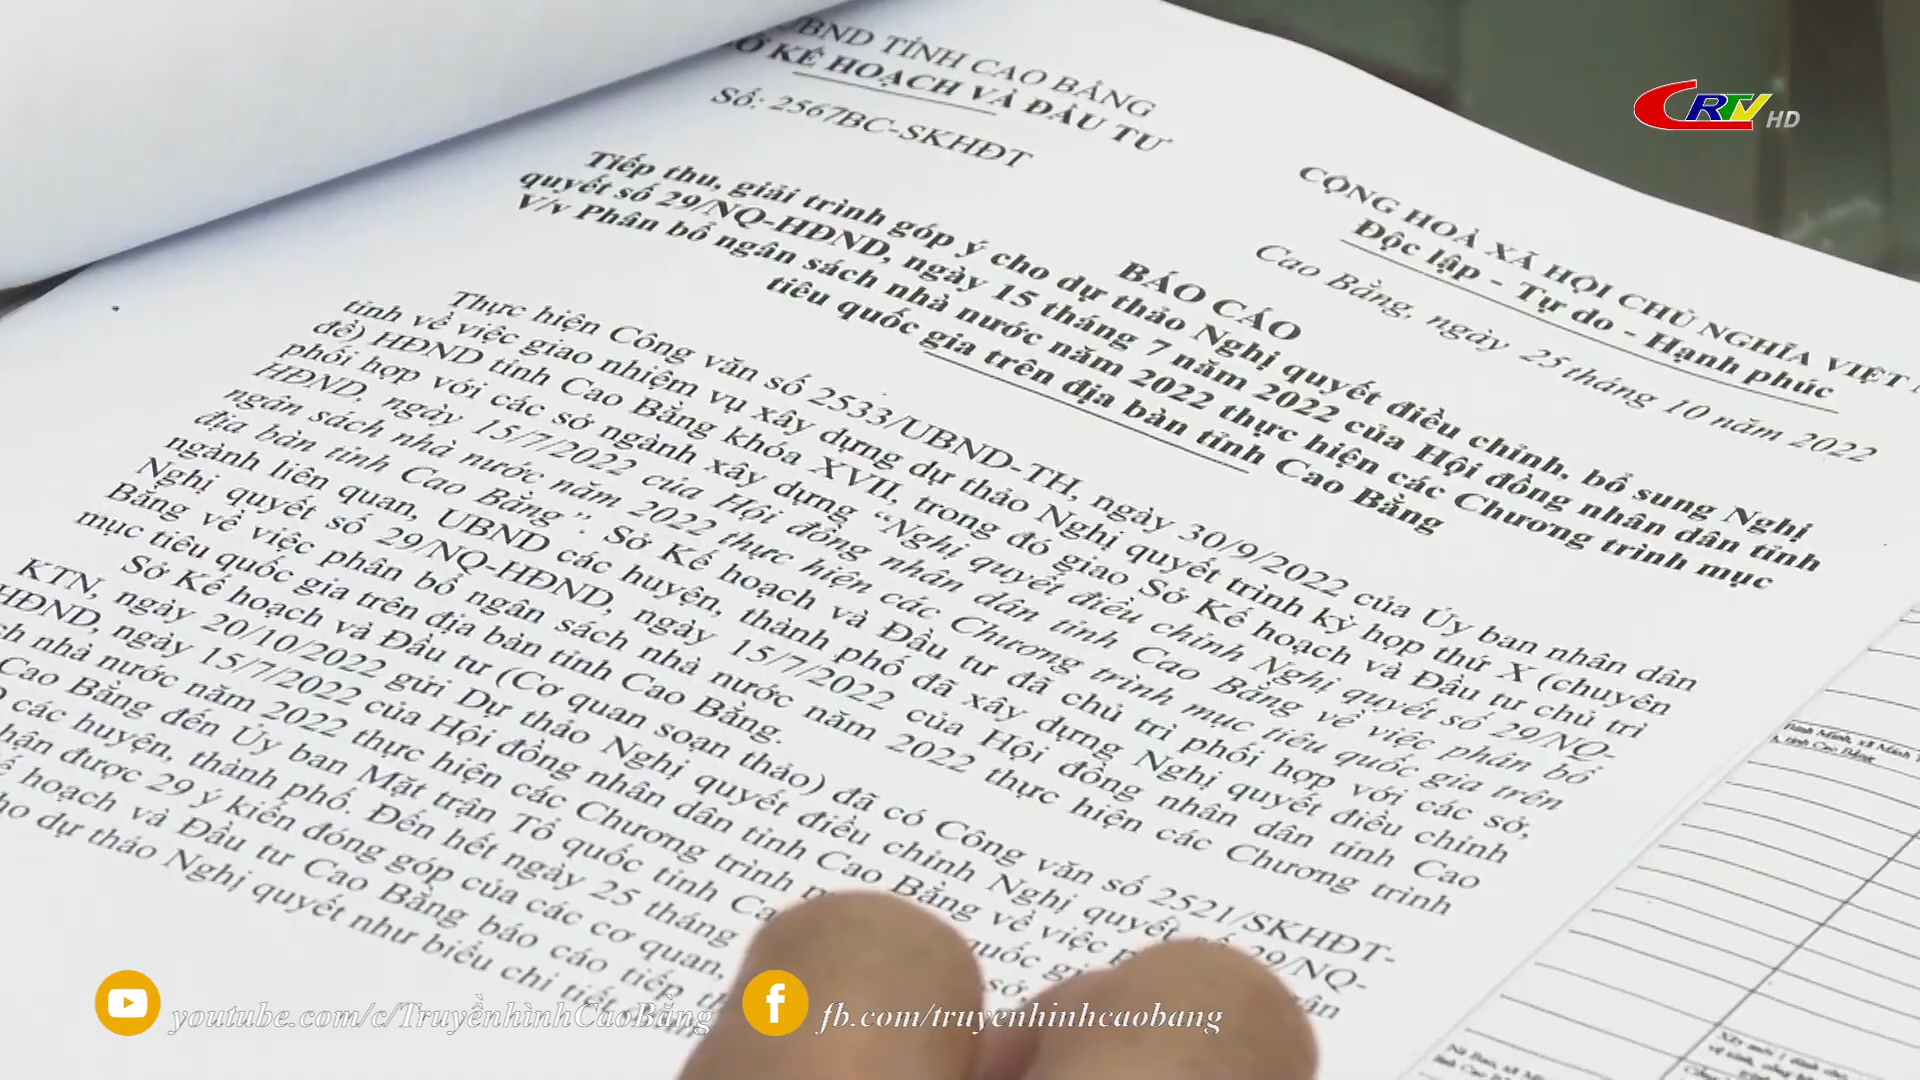 UBND TỈNH CAO BẰNG
SỞ KẾ HOẠCH VÀ ĐẦU TƯ
Số: 2567BC-SKHĐT
CỘNG HOÀ XÃ HỘI CHỦ NGHĨA VIỆT
Độc lập - Tự do - Hạnh phúc
Cao Bằng, ngày 25 tháng 10 năm 2022
BÁO CÁO
Tiếp thu, giải trình góp ý cho dự thảo Nghị quyết điều chỉnh, bổ sung Nghị
quyết số 29/NQ-HĐND, ngày 15 tháng 7 năm 2022 của Hội đồng nhân dân tỉnh
V/v Phân bổ ngân sách nhà nước năm 2022 thực hiện các Chương trình mục
tiêu quốc gia trên địa bàn tỉnh Cao Bằng
Thực hiện Công văn số 2533/UBND-TH, ngày 30/9/2022 của Ủy ban nhân dân
tỉnh về việc giao nhiệm vụ xây dựng dự thảo Nghị quyết trình kỳ họp thứ X (chuyên
đề) HĐND tỉnh Cao Bằng khóa XVII, trong đó giao Sở Kế hoạch và Đầu tư chủ trì
phối hợp với các sở ngành xây dựng “Nghị quyết điều chỉnh Nghị quyết số 29/NQ-
HĐND, ngày 15/7/2022 của Hội đồng nhân dân tỉnh Cao Bằng về việc phân bổ
ngân sách nhà nước năm 2022 thực hiện các Chương trình mục tiêu quốc gia trên
địa bàn tỉnh Cao Bằng”. Sở Kế hoạch và Đầu tư đã chủ trì phối hợp với các sở,
ngành liên quan, UBND các huyện, thành phố đã xây dựng Nghị quyết điều chỉnh
Nghị quyết số 29/NQ-HĐND, ngày 15/7/2022 của Hội đồng nhân dân tỉnh Cao
Bằng về việc phân bổ ngân sách nhà nước năm 2022 thực hiện các Chương trình
mục tiêu quốc gia trên địa bàn tỉnh Cao Bằng.
Sở Kế hoạch và Đầu tư (Cơ quan soạn thảo) đã có Công văn số 2521/SKHĐT-
KTN, ngày 20/10/2022 gửi Dự thảo Nghị quyết điều chỉnh Nghị quyết số 29/NQ-
HĐND, ngày 15/7/2022 của Hội đồng nhân dân tỉnh Cao Bằng về việc
nhà nước năm 2022 thực hiện các Chương trình quốc
Cao Bằng đến Ủy ban Mặt trận Tổ quốc tỉnh sở,
các huyện, thành phố. Đến hết ngày 25 tháng
được 29 ý kiến đóng góp của các cơ quan,
hoạch và Đầu tư Cao Bằng báo cáo tiếp
dự thảo Nghị quyết như biểu chi tiết
CRTV HD
youtube.com/c/TruyềnhìnhCaoBằng
fb.com/truyenhinhcaobang